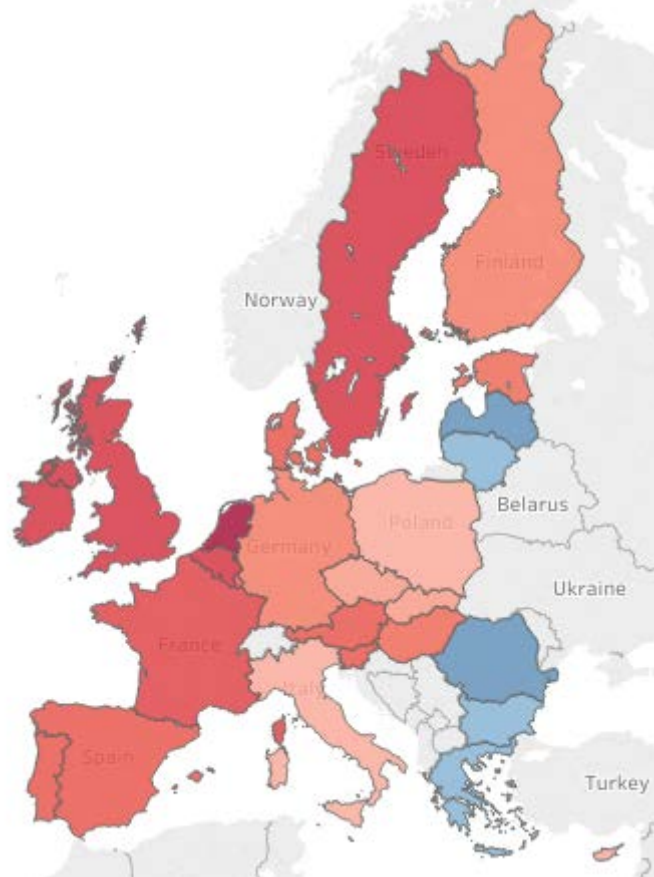 Sweden
Finland
Norway
Belarus
Poland
Germany
Ukraine
France
Italy
Spain
Turkey